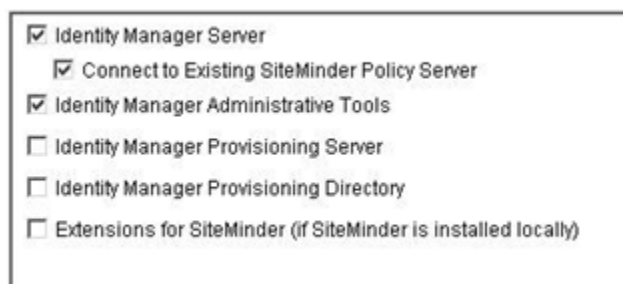 Identity Manager Server
Connect to Existing SiteMinder Policy Server
Identity Manager Administrative Tools
Identity Manager Provisioning Server
Identity Manager Provisioning Directory
Extensions for SiteMinder (if SiteMinder is installed locally)